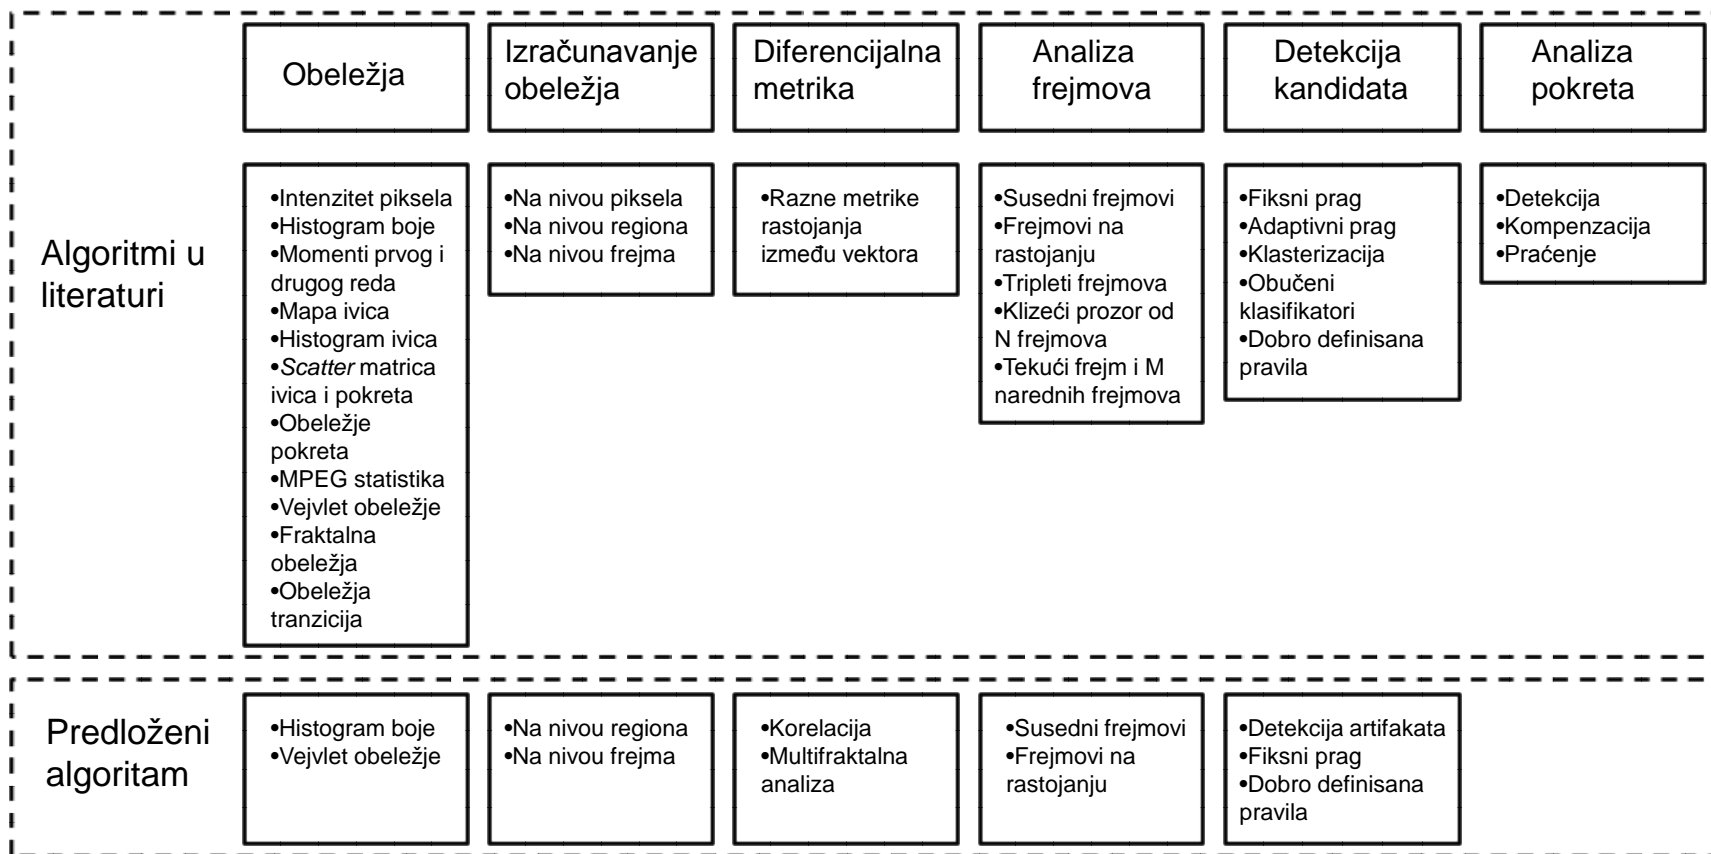 Obeležja
Izračunavanje
obeležja
Diferencijalna
metrika
Analiza
frejmova
Detekcija
kandidata
Analiza
pokreta
Algoritmi u
literaturi
•Intenzitet piksela
•Histogram boje
•Momenti prvog i
drugog reda
•Mapa ivica
•Histogram ivica
•Scatter matrica
ivica i pokreta
•Obeležje
pokreta
•MPEG statistika
•Vejvlet obeležje
•Fraktalna
obeležja
•Obeležja
tranzicija
•Na nivou piksela
•Na nivou regiona
•Na nivou frejma
•Razne metrike
rastojanja
između vektora
•Susedni frejmovi
•Frejmovi na
rastojanju
•Tripleti frejmova
•Klizeći prozor od
N frejmova
•Tekući frejm i M
narednih frejmova
•Fiksni prag
•Adaptivni prag
•Klasterizacija
•Obučeni
klasifikatori
•Dobro definisana
pravila
•Detekcija
•Kompenzacija
•Praćenje
Predloženi
algoritam
•Histogram boje
•Vejvlet obeležje
•Na nivou regiona
•Na nivou frejma
•Korelacija
•Multifraktalna
analiza
•Susedni frejmovi
•Frejmovi na
rastojanju
•Detekcija artifakata
•Fiksni prag
•Dobro definisana
pravila